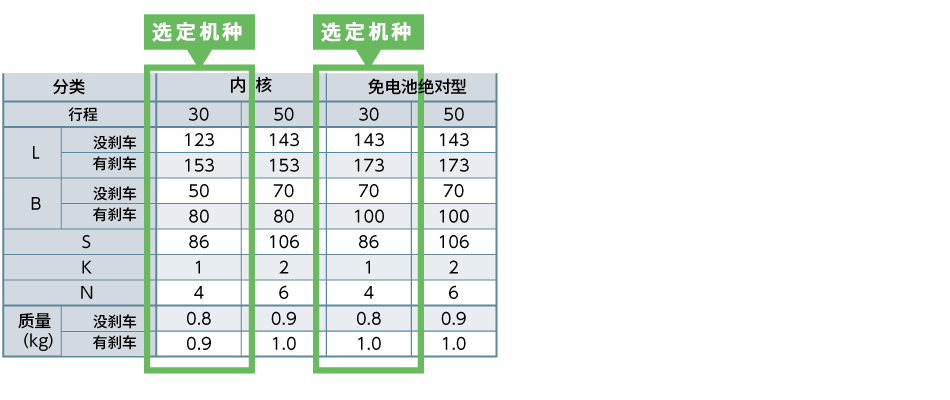 选定机种 选定机种
分类 内 核 免电池绝对型
行程 30 50 30 50
L 没刹车 123 143 143 143
有刹车 153 153 173 173
B 没刹车 50 70 70 70
有刹车 80 80 100 100
S 86 106 86 106
K 1 2 1 2
N 4 6 4 6
质量 没刹车 0.8 0.9 0.8 0.9
(kg) 有刹车 0.9 1.0 1.0 1.0